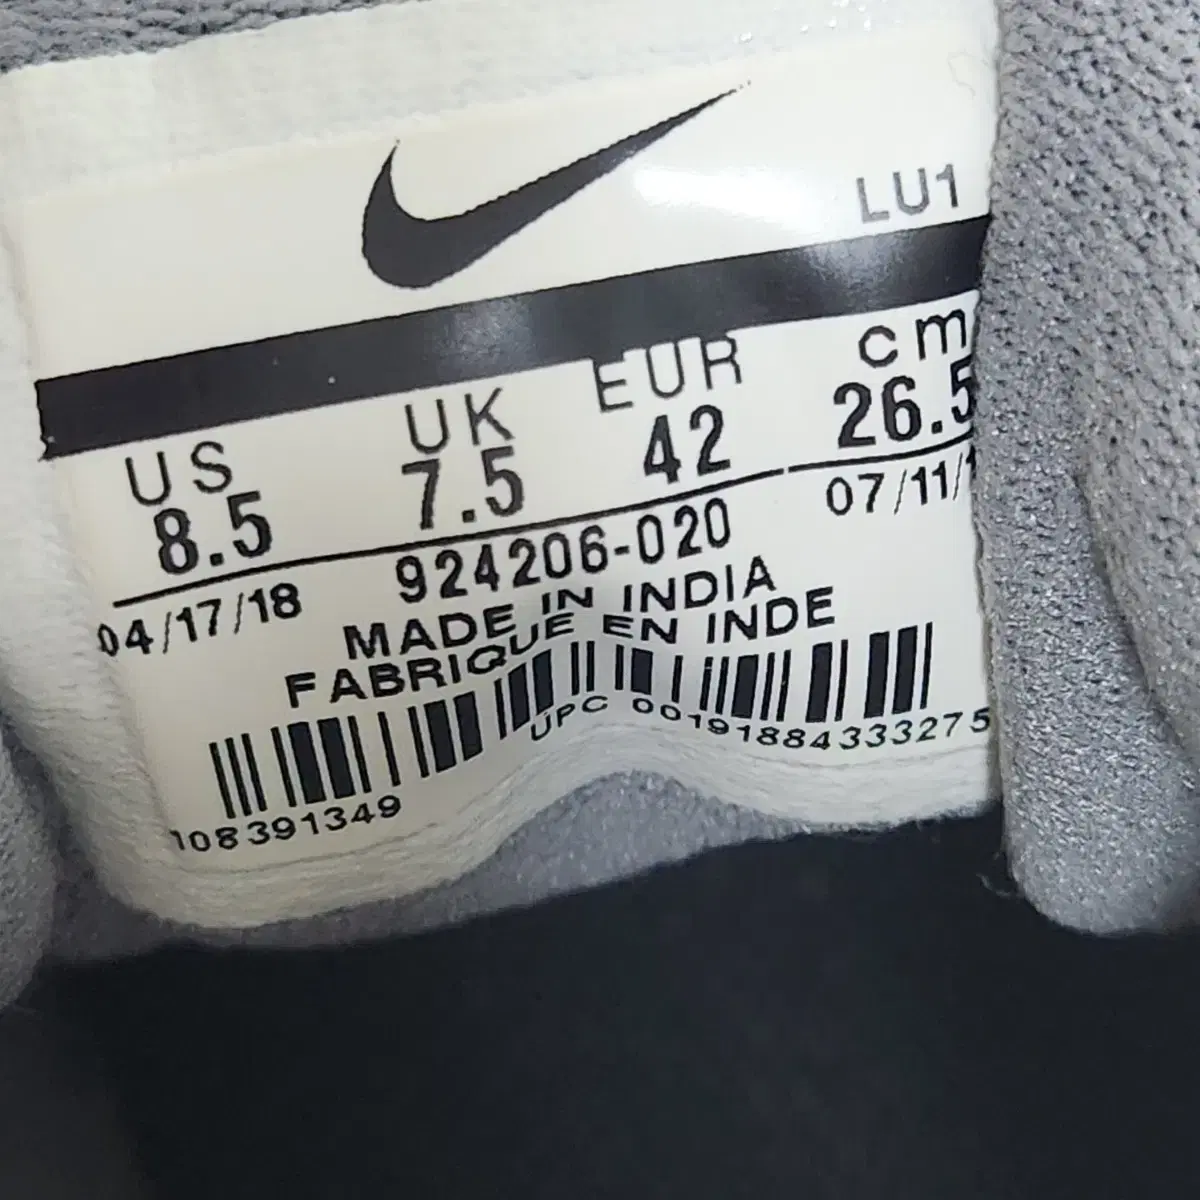 LU1
US UK EUR cm
8.5 7.5 42 26.5
04/17/18 924206-020 07/11/1
MADE IN INDIA
FABRIQUE EN INDE
UPC 00191884333275
108391349